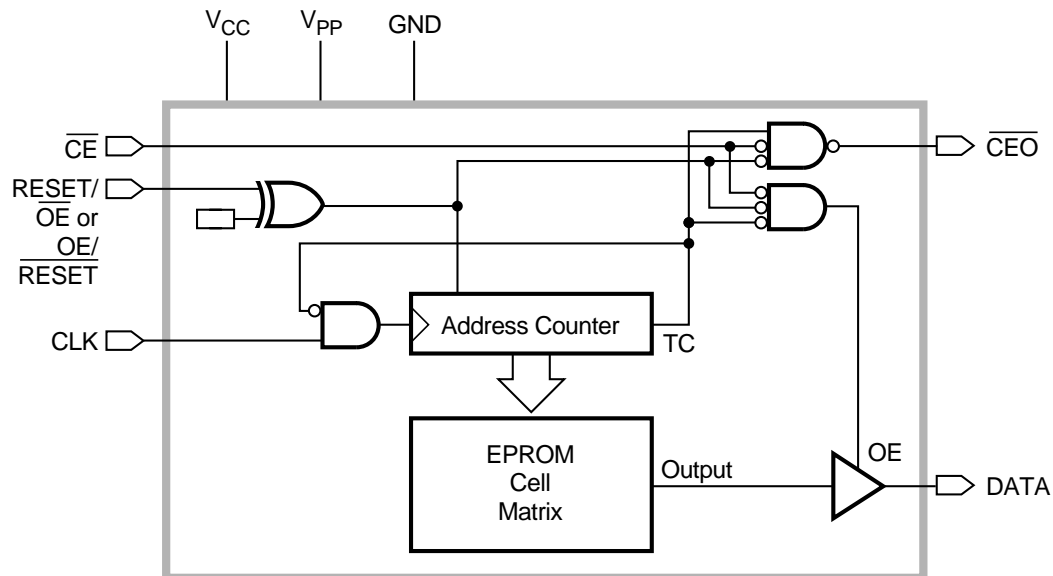 VCC
VPP
GND
CE
CEO
RESET/
OE or
OE/
RESET
CLK
Address Counter
TC
EPROM
Cell
Matrix
Output
OE
DATA